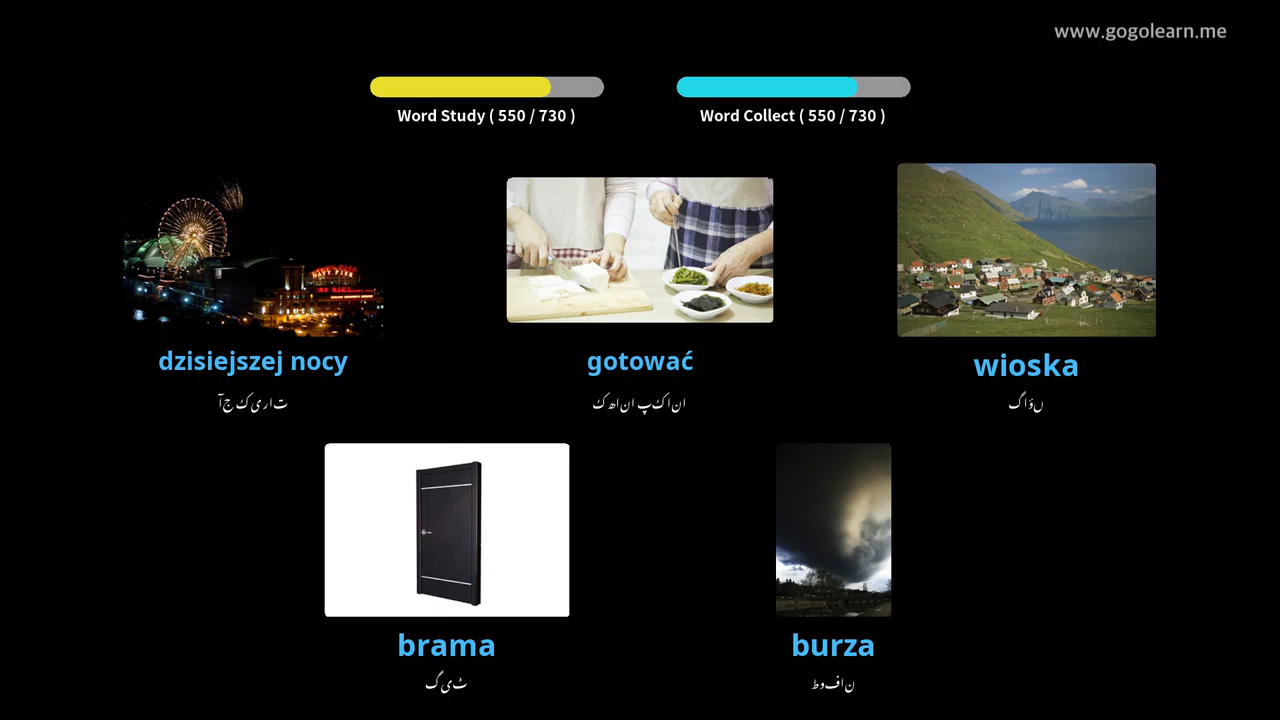 www.gogolearn.me
Word Study ( 550 / 730 )
Word Collect ( 550 / 730 )
dzisiejszej nocy
آج کی رات
gotować
کھانا پکانا
wioska
گاؤں
brama
گیٹ
burza
طوفان